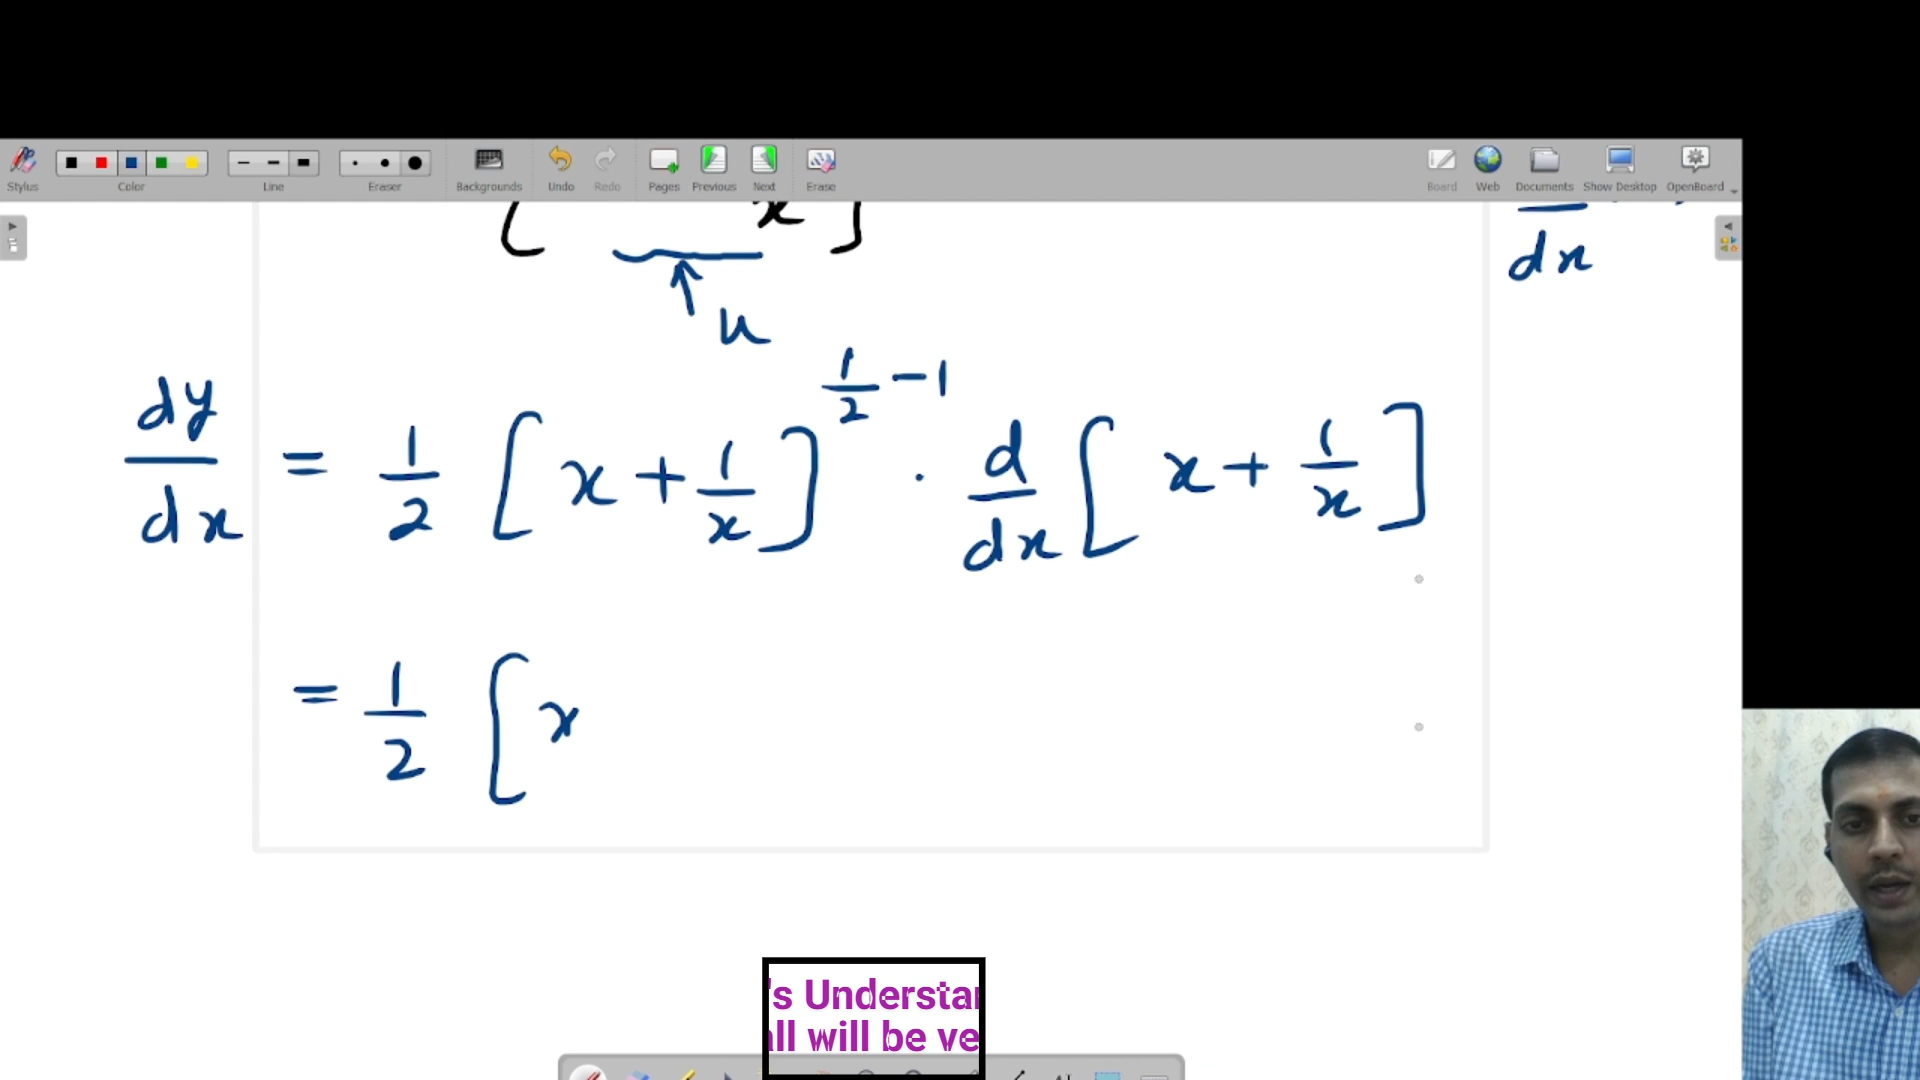 Stylus Color Line Eraser Backgrounds Undo Redo Pages Previous Next Erase Board Web Documents Show Desktop OpenBoard
x ]
dx
u
dy/dx = 1/2 [ x + 1/x ]^(1/2 - 1) . d/dx [ x + 1/x ]
= 1/2 [ x
's Understa
ll will be ve